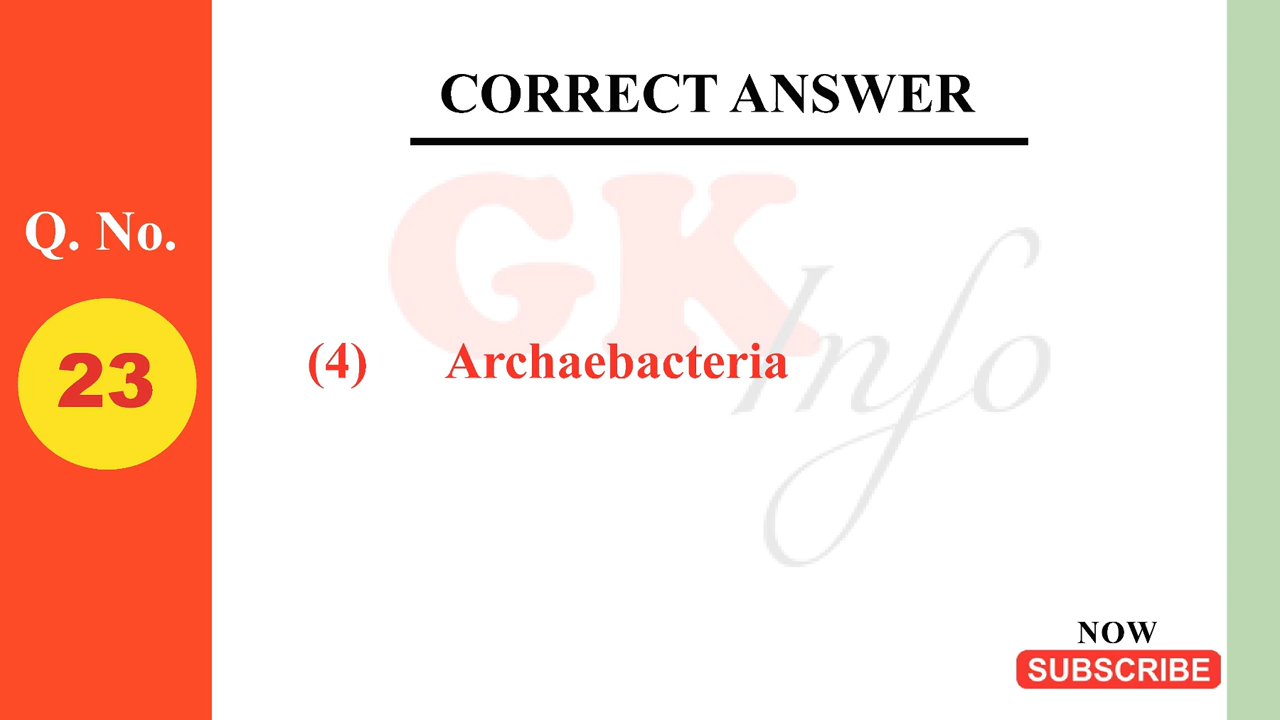 CORRECT ANSWER
GK
Info
Q. No.
23
(4) Archaebacteria
NOW
SUBSCRIBE